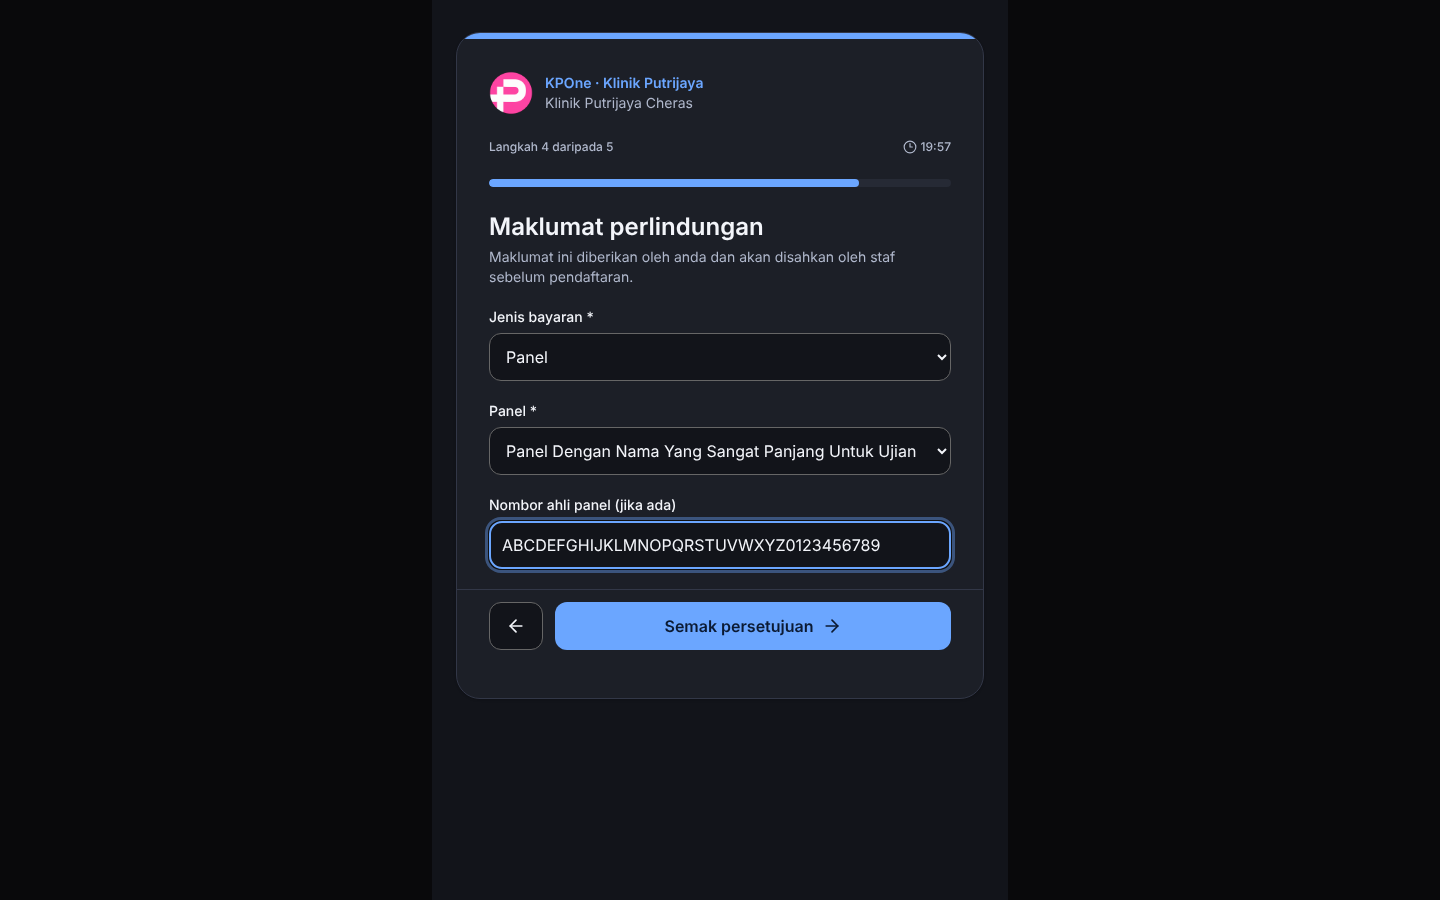 KPOne · Klinik Putrijaya
Klinik Putrijaya Cheras
Langkah 4 daripada 5
19:57
Maklumat perlindungan
Maklumat ini diberikan oleh anda dan akan disahkan oleh staf
sebelum pendaftaran.
Jenis bayaran *
Panel
Panel *
Panel Dengan Nama Yang Sangat Panjang Untuk Ujian
Nombor ahli panel (jika ada)
ABCDEFGHIJKLMNOPQRSTUVWXYZ0123456789
Semak persetujuan